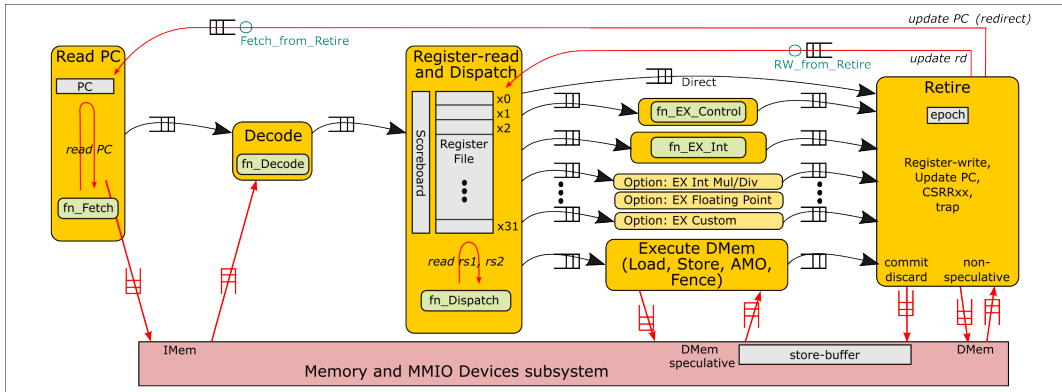 update PC (redirect)
Fetch_from_Retire
Read PC
PC
read PC
fn_Fetch
Decode
fn_Decode
Register-read
and Dispatch
Scoreboard
x0
x1
x2
Register
File
x31
read rs1, rs2
fn_Dispatch
RW_from_Retire
update rd
Direct
fn_EX_Control
fn_EX_Int
Option: EX Int Mul/Div
Option: EX Floating Point
Option: EX Custom
Execute DMem
(Load, Store, AMO,
Fence)
Retire
epoch
Register-write,
Update PC,
CSRRxx,
trap
commit
discard
non-
speculative
IMem
DMem
speculative
store-buffer
DMem
Memory and MMIO Devices subsystem